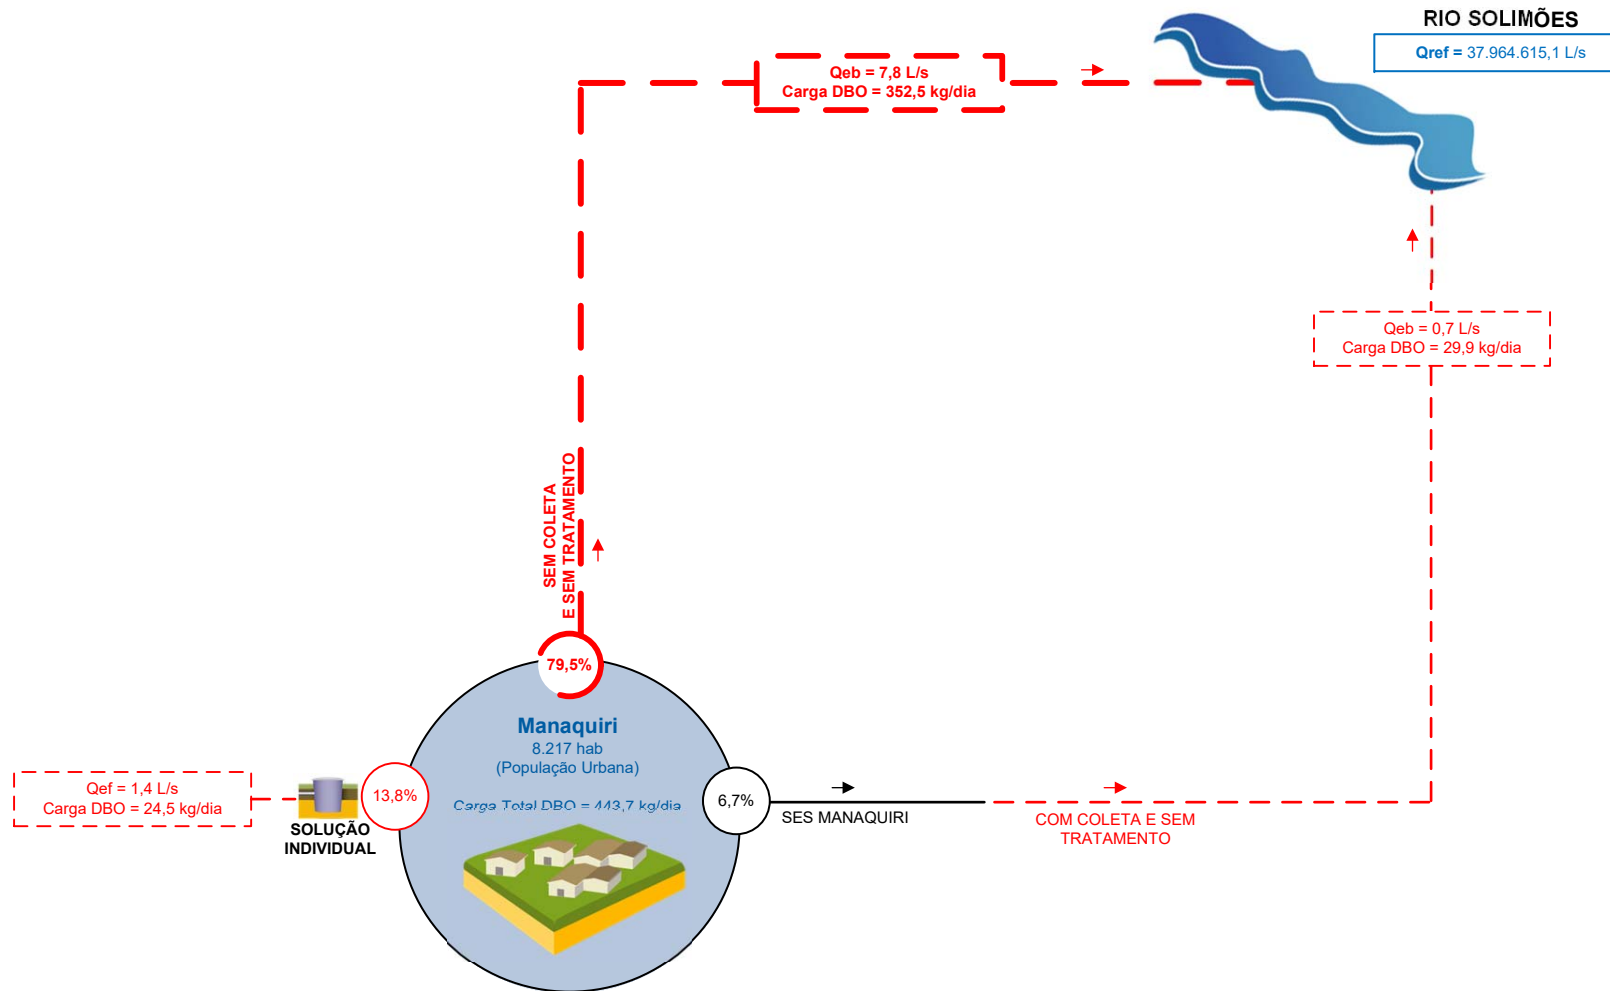 RIO SOLIMÕES
Qref = 37.964.615,1 L/s
Qeb = 7,8 L/s
Carga DBO = 352,5 kg/dia
Qeb = 0,7 L/s
Carga DBO = 29,9 kg/dia
SEM COLETA
E SEM TRATAMENTO
79,5%
Manaquiri
8.217 hab
(População Urbana)
Carga Total DBO = 443,7 kg/dia
Qef = 1,4 L/s
Carga DBO = 24,5 kg/dia
SOLUÇÃO
INDIVIDUAL
13,8%
6,7%
SES MANAQUIRI
COM COLETA E SEM
TRATAMENTO